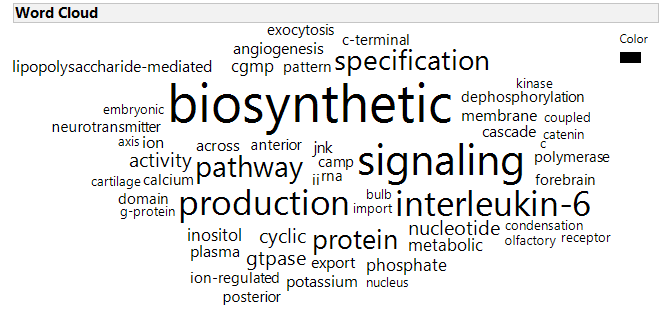 Word Cloud
exocytosis
Color
c-terminal
angiogenesis
specification
lipopolysaccharide-mediated
cgmp
pattern
kinase
biosynthetic
dephosphorylation
embryonic
membrane
coupled
neurotransmitter
cascade
catenin
axis
ion
across
anterior
jnk
signaling
c
polymerase
activity
pathway
camp
cartilage
calcium
ii
rna
forebrain
domain
production
bulb
interleukin-6
g-protein
import
inositol
cyclic
protein
nucleotide
condensation
plasma
metabolic
olfactory
receptor
gtpase
export
phosphate
ion-regulated
potassium
nucleus
posterior